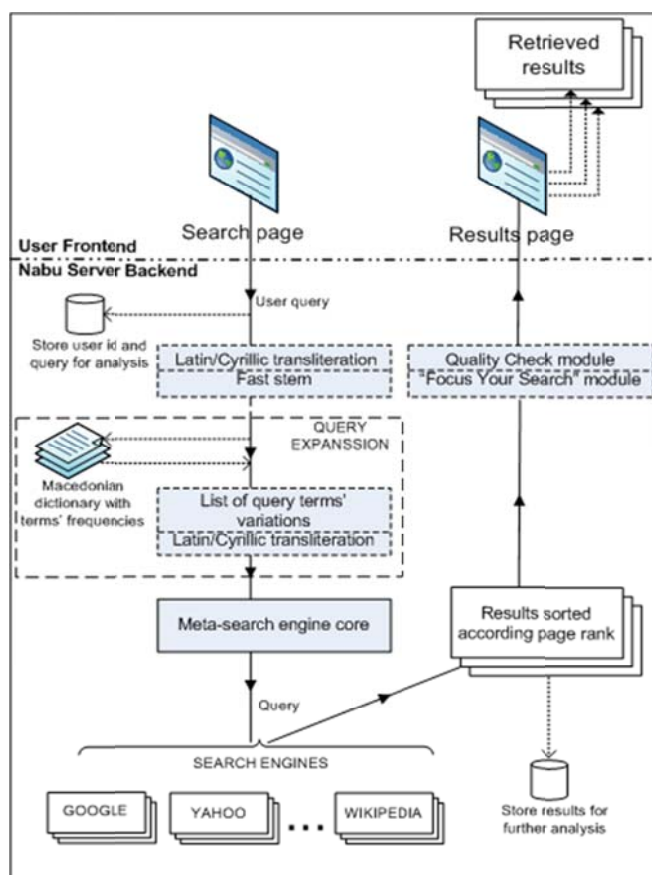 Retrieved
results
Search page
Results page
User Frontend
Nabu Server Backend
User query
Store user id and
query for analysis
Latin/Cyrillic transliteration
Fast stem
Quality Check module
"Focus Your Search" module
QUERY
EXPANSSION
Macedonian
dictionary with
terms' frequencies
List of query terms'
variations
Latin/Cyrillic transliteration
Meta-search engine core
Results sorted
according page rank
Query
SEARCH ENGINES
GOOGLE
YAHOO
...
WIKIPEDIA
Store results for
further analysis